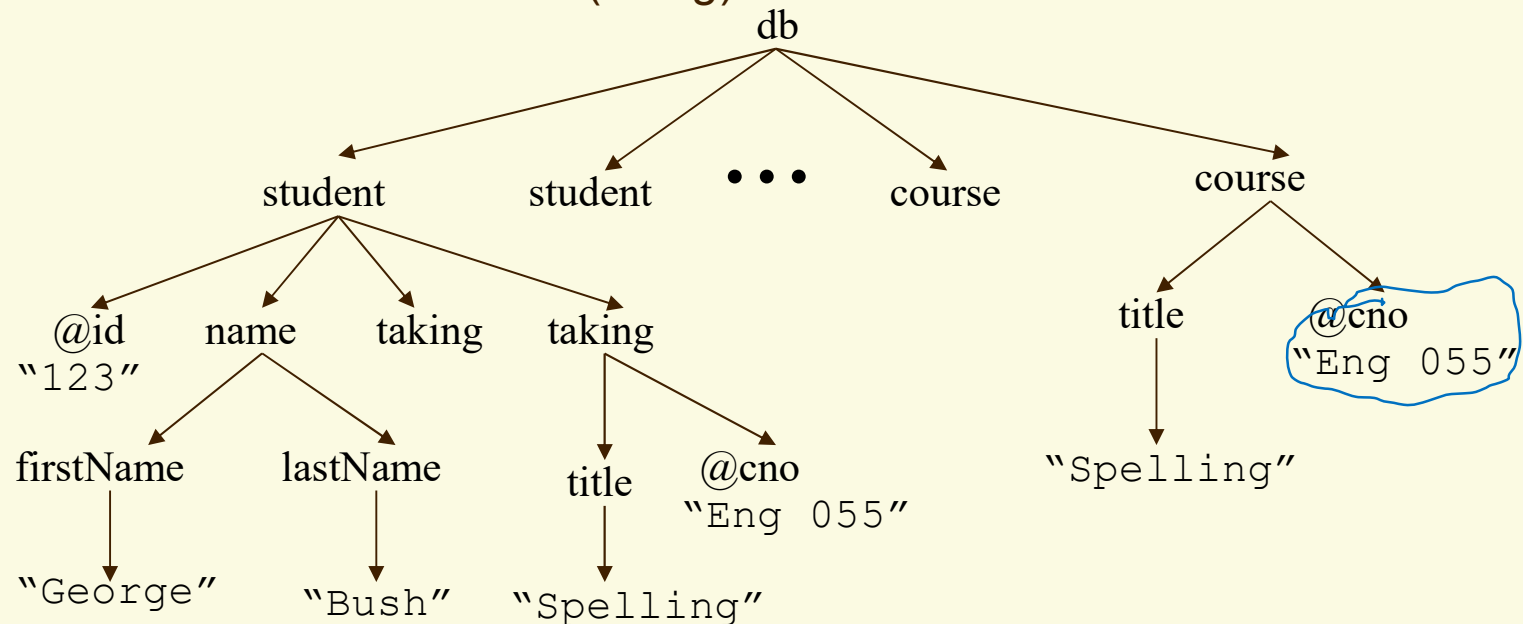 db
student student ••• course course
@id name taking taking title @cno
“123” “Eng 055”
firstName lastName title @cno “Spelling”
“Eng 055”
“George” “Bush” “Spelling”